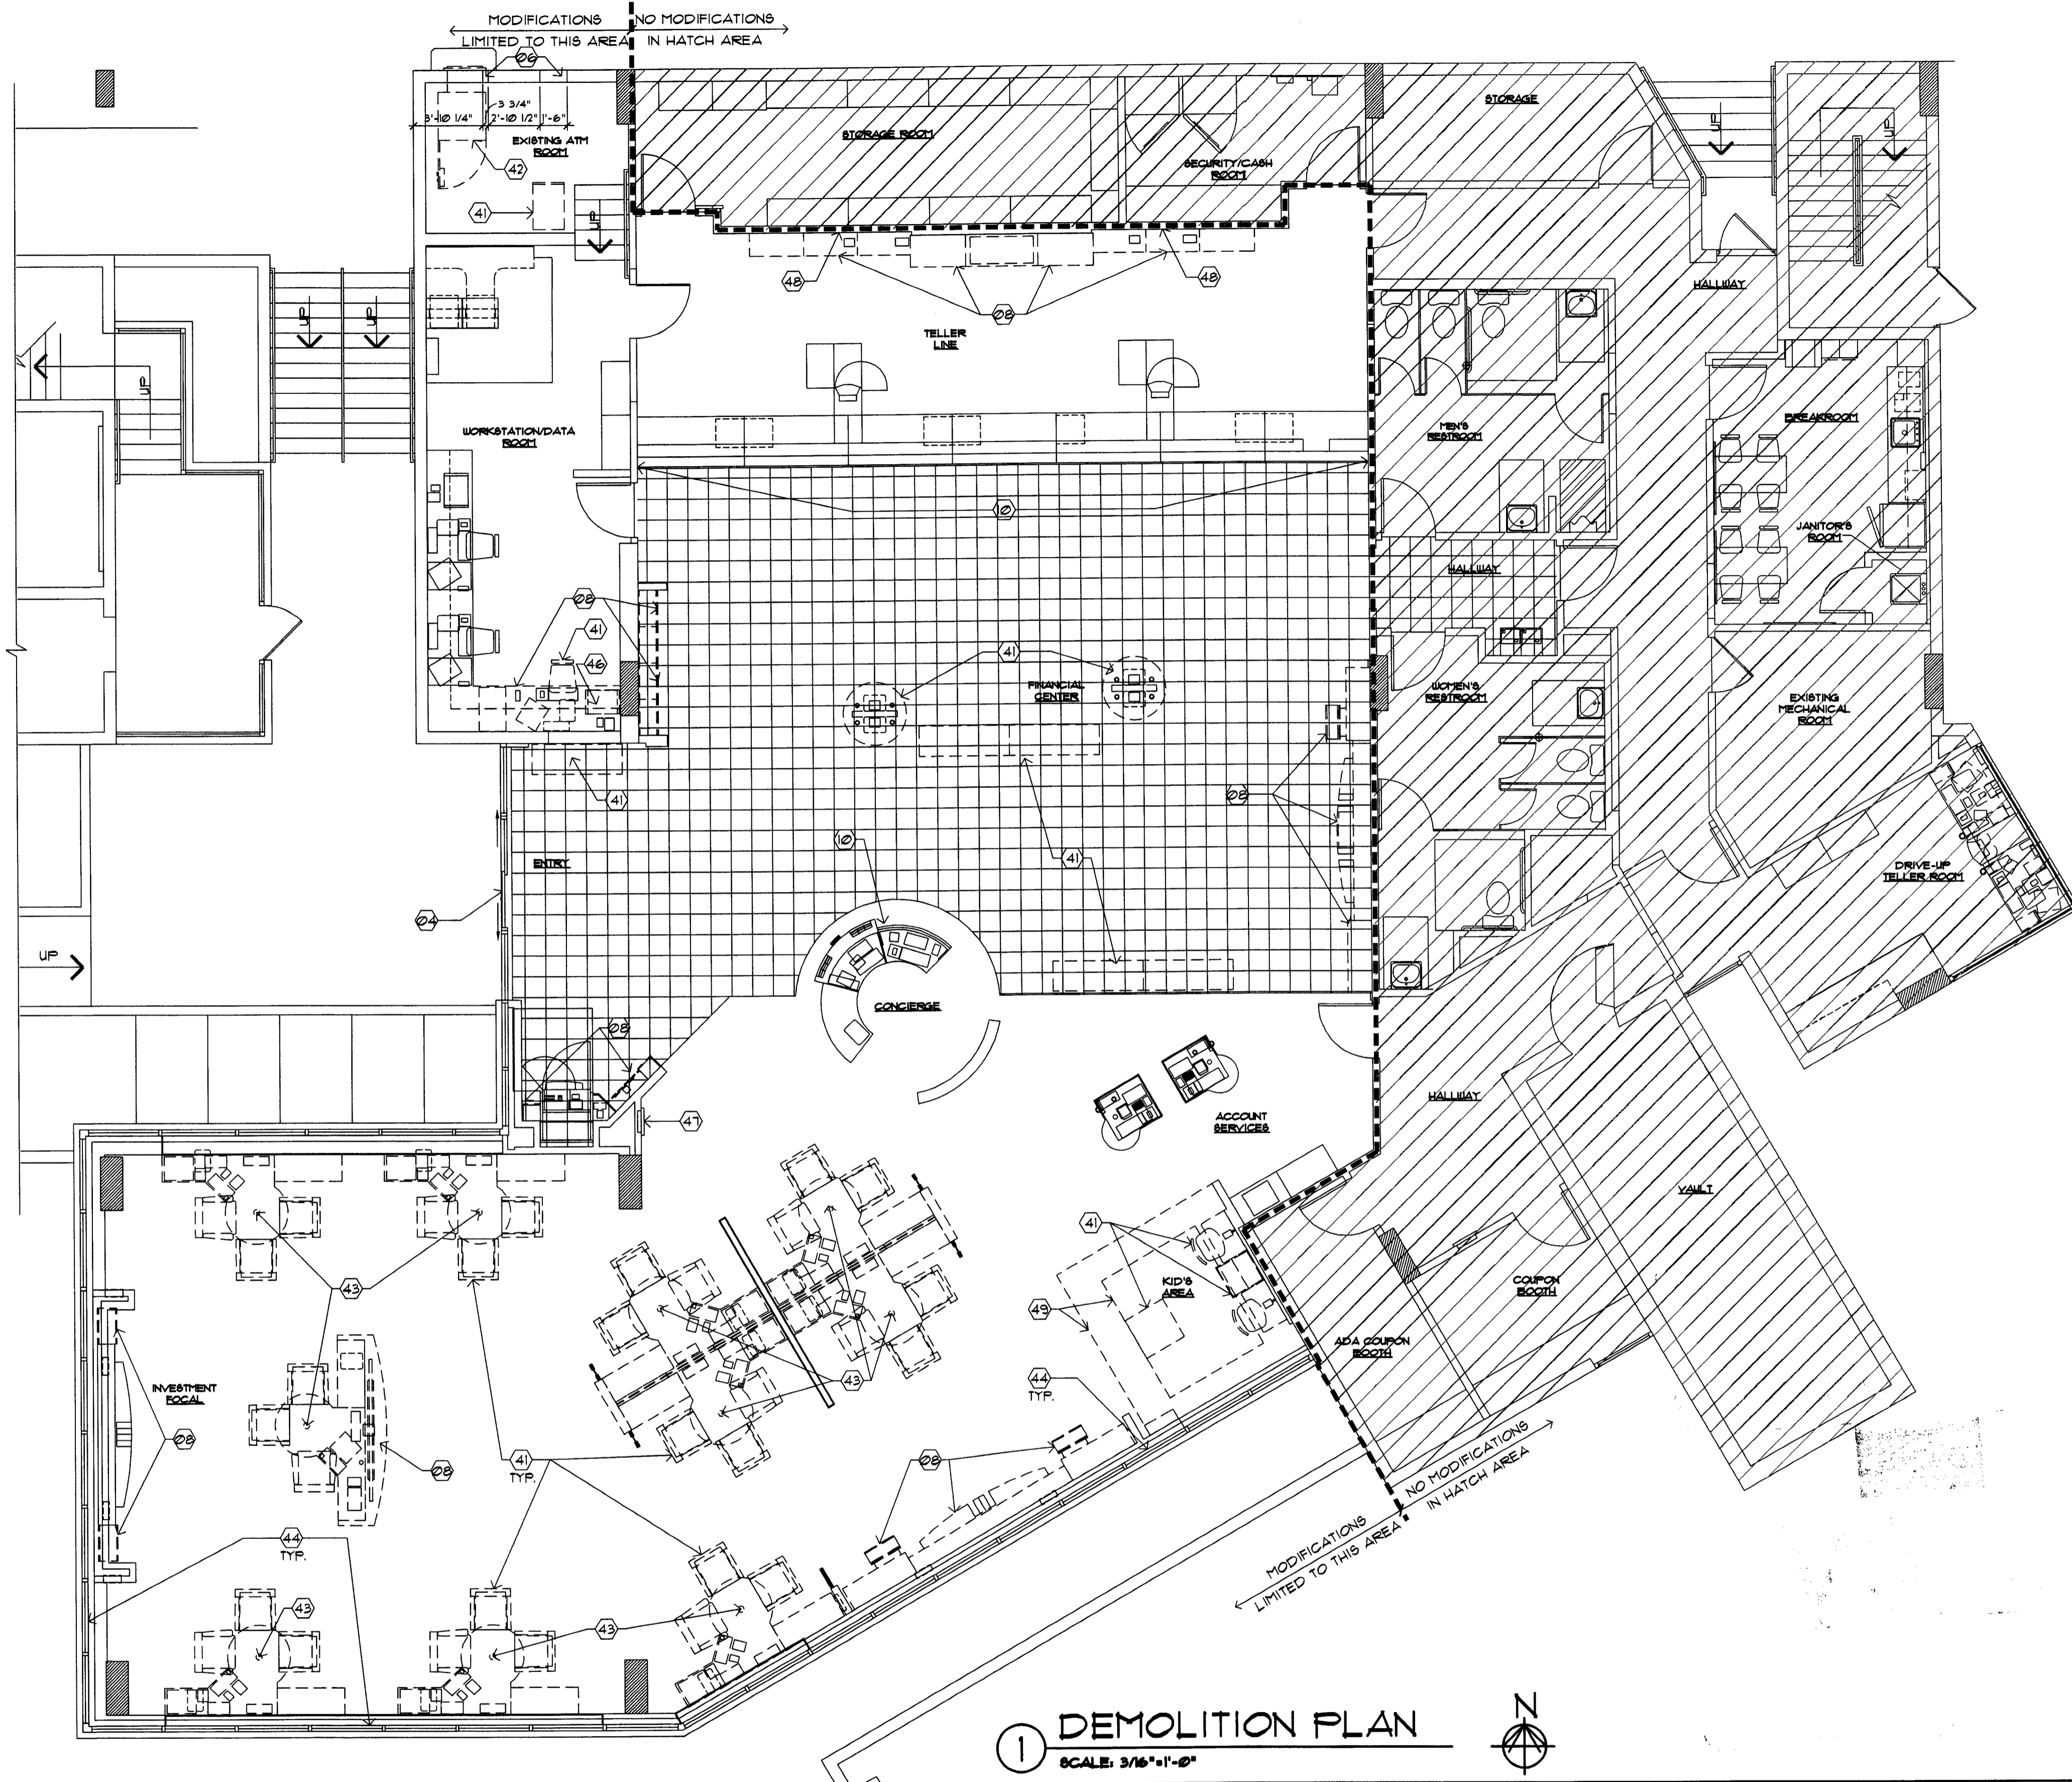 MODIFICATIONS
LIMITED TO THIS AREA
NO MODIFICATIONS
IN HATCH AREA
06
3 3/4"
3'-10 1/4"
2'-10 1/2"
1'-6"
EXISTING ATM
ROOM
42
41
UP
STORAGE ROOM
SECURITY/CASH
ROOM
STORAGE
UP
UP
48
08
48
HALLWAY
TELLER
LINE
UP
UP
UP
WORKSTATION/DATA
ROOM
MEN'S
RESTROOM
BREAKROOM
10
JANITOR'S
ROOM
HALLWAY
08
41
46
41
FINANCIAL
CENTER
WOMEN'S
RESTROOM
EXISTING
MECHANICAL
ROOM
41
08
10
41
ENTRY
DRIVE-UP
TELLER ROOM
04
UP
CONCIERGE
08
47
ACCOUNT
SERVICES
HALLWAY
VAULT
41
43
KID'S
AREA
49
COUPON
BOOTH
ADA COUPON
BOOTH
43
44
TYP.
INVESTMENT
FOCAL
08
08
41
TYP.
08
NO MODIFICATIONS
IN HATCH AREA
MODIFICATIONS
LIMITED TO THIS AREA
44
TYP.
43
43
1
DEMOLITION PLAN
SCALE: 3/16"=1'-0"
N